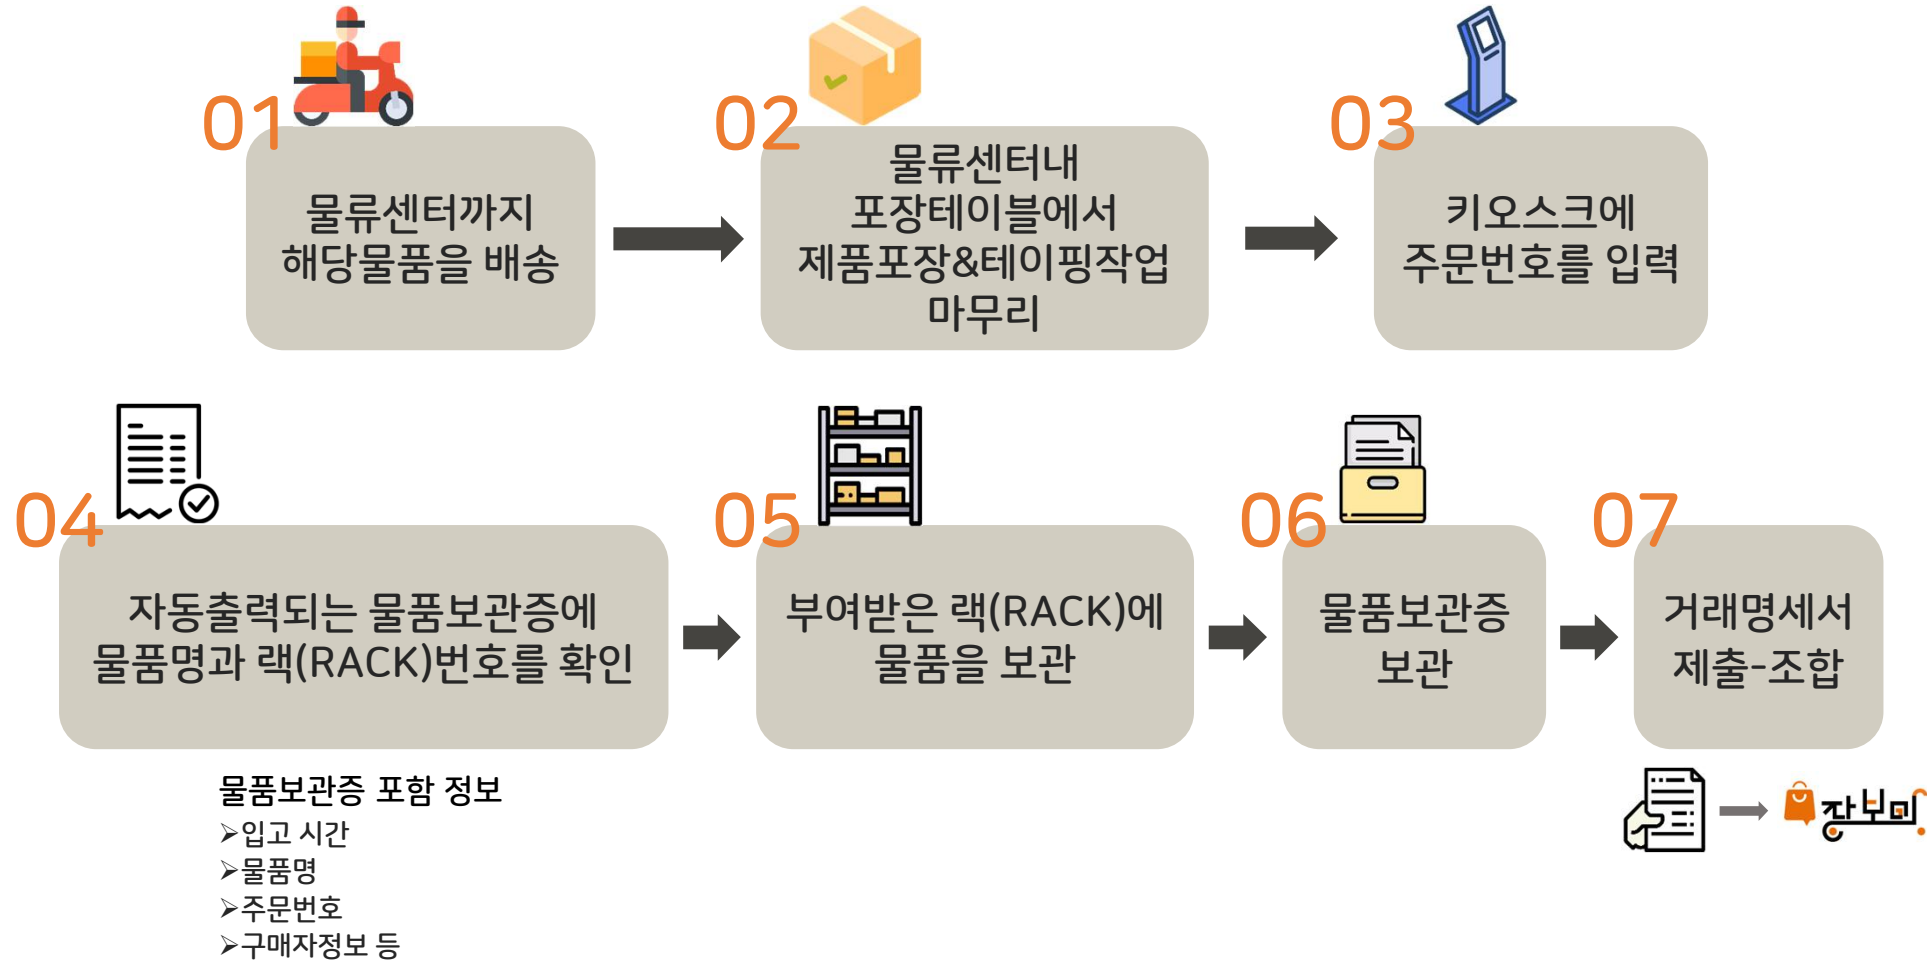 01
물류센터까지
해당물품을 배송
02
물류센터내
포장테이블에서
제품포장&테이핑작업
마무리
03
키오스크에
주문번호를 입력
04
자동출력되는 물품보관증에
물품명과 랙(RACK)번호를 확인
05
부여받은 랙(RACK)에
물품을 보관
06
물품보관증
보관
07
거래명세서
제출-조합
물품보관증 포함 정보
➢입고 시간
➢물품명
➢주문번호
➢구매자정보 등
장보미